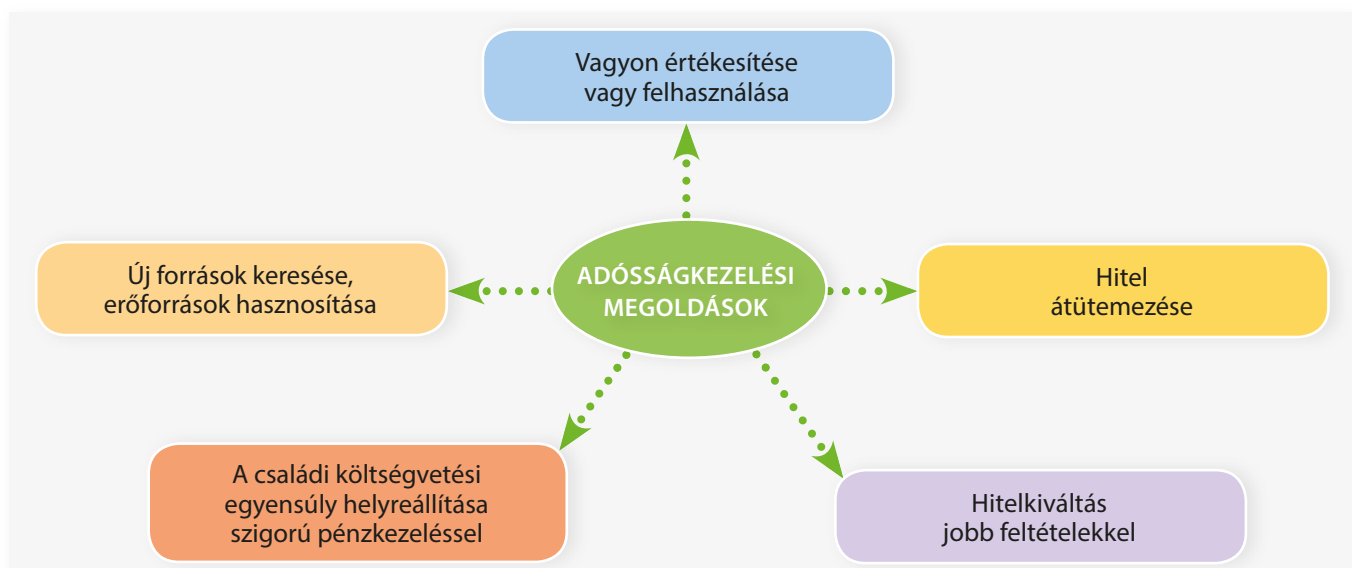 Vagyon értékesítése
vagy felhasználása
Új források keresése,
erőforrások hasznosítása
ADÓSSÁGKEZELÉSI
MEGOLDÁSOK
Hitel
átütemezése
A családi költségvetési
egyensúly helyreállítása
szigorú pénzkezeléssel
Hitelkiváltás
jobb feltételekkel